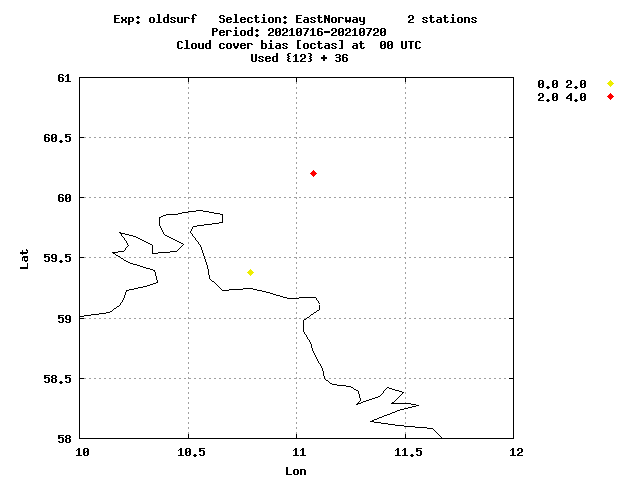 Exp: oldsurf   Selection: EastNorway      2 stations
Period: 20210716-20210720
Cloud cover bias [octas] at  00 UTC
Used {12} + 36
61
60.5
60
59.5
59
58.5
58
10
10.5
11
11.5
12
Lat
Lon
0.0 2.0
2.0 4.0